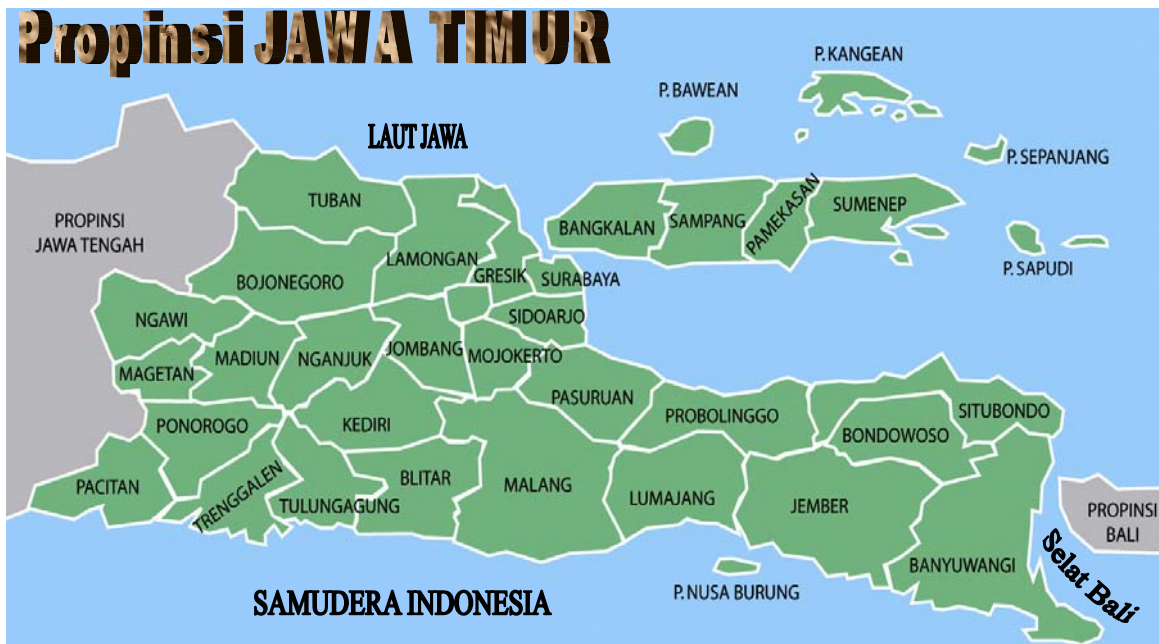 Propinsi JAWA TIMUR
P. KANGEAN
P. BAWEAN
LAUT JAWA
P. SEPANJANG
TUBAN
BANGKALAN
SAMPANG
PAMEKASAN
SUMENEP
PROPINSI
JAWA TENGAH
LAMONGAN
GRESIK
SURABAYA
P. SAPUDI
BOJONEGORO
NGAWI
SIDOARJO
MAGETAN
MADIUN
NGANJUK
JOMBANG
MOJOKERTO
PASURUAN
PROBOLINGGO
SITUBONDO
PONOROGO
KEDIRI
BONDOWOSO
PACITAN
TRENGGALEN
TULUNGAGUNG
BLITAR
MALANG
LUMAJANG
JEMBER
PROPINSI
BALI
BANYUWANGI
Selat Bali
P. NUSA BURUNG
SAMUDERA INDONESIA